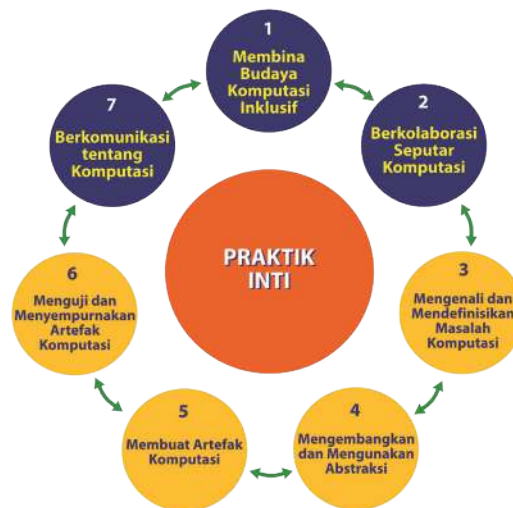 1
Membina
Budaya
Komputasi
Inklusif
2
Berkolaborasi
Seputar
Komputasi
3
Mengenali dan
Mendefinisikan
Masalah
Komputasi
4
Mengembangkan
dan Mengunakan
Abstraksi
5
Membuat Artefak
Komputasi
6
Menguji dan
Menyempurnakan
Artefak
Komputasi
7
Berkomunikasi
tentang
Komputasi
PRAKTIK
INTI